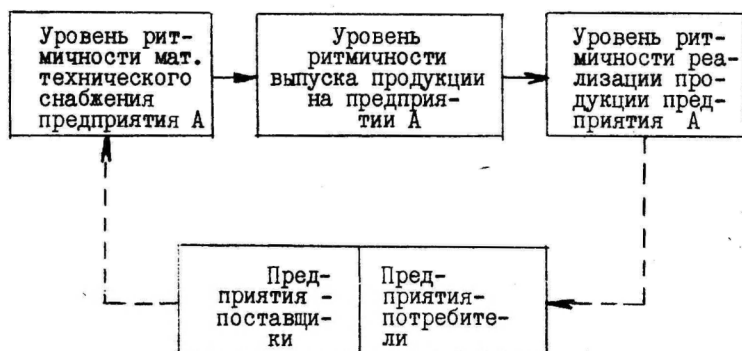 Уровень рит-
мичности мат.
технического
снабжения
предприятия А
Уровень
ритмичности
выпуска продукции
на предприя-
тии А
Уровень рит-
мичности реа-
лизации про-
дукции пред-
приятия А
Пред-
приятия -
поставщи-
ки
Пред-
приятия-
потребите-
ли